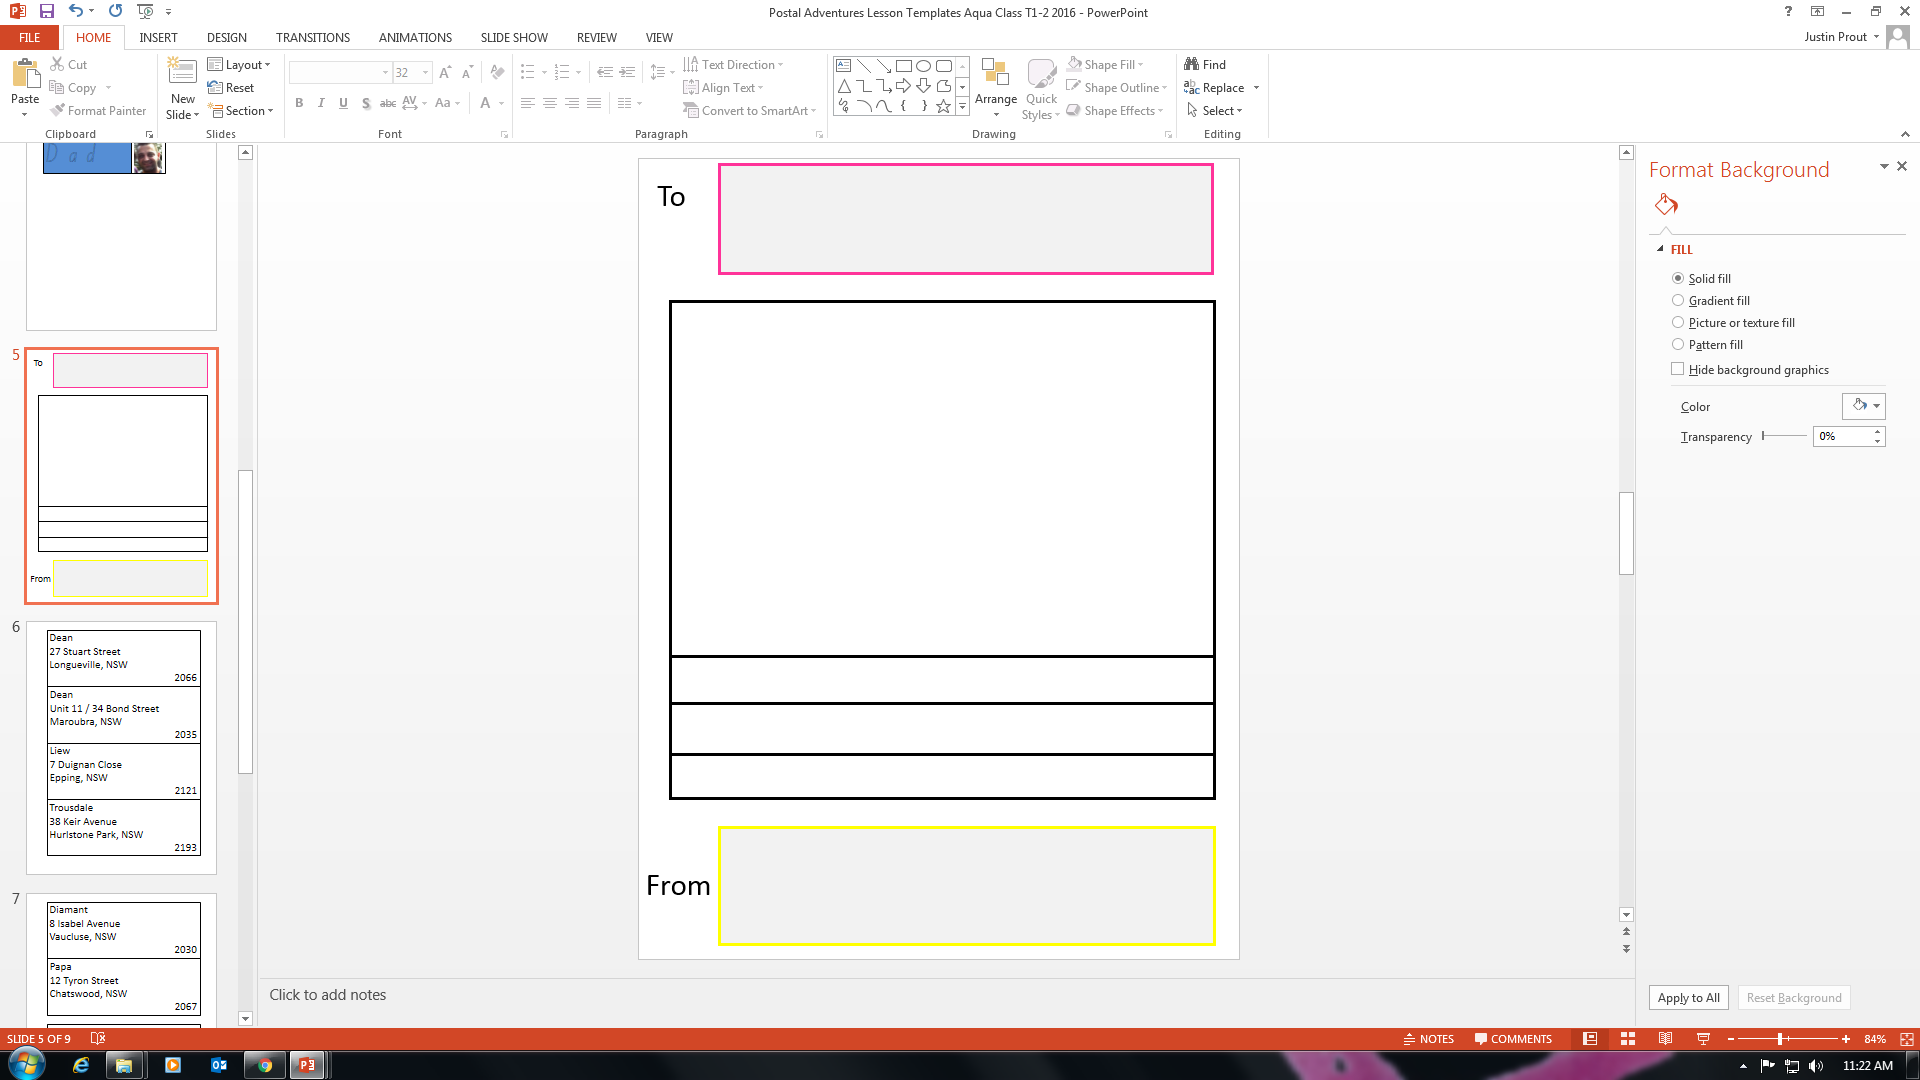 Postal Adventures Lesson Templates Aqua Class T1-2 2016 - PowerPoint
FILE HOME INSERT DESIGN TRANSITIONS ANIMATIONS SLIDE SHOW REVIEW VIEW
Justin Prout
Paste
Cut
Copy
Format Painter
Clipboard
New Slide
Layout
Reset
Section
Slides
32
B I U S abc AV Aa A
Font
Text Direction
Align Text
Convert to SmartArt
Paragraph
Arrange
Quick Styles
Shape Fill
Shape Outline
Shape Effects
Drawing
Find
Replace
Select
Editing
Dad
5
To
Format Painter
From
6
Dean
27 Stuart Street
Longueville, NSW
2066
Dean
Unit 11 / 34 Bond Street
Maroubra, NSW
2035
Liew
7 Duignan Close
Epping, NSW
2121
Trousdale
38 Keir Avenue
Hurlstone Park, NSW
2193
7
Diamant
8 Isabel Avenue
Vaucluse, NSW
2030
Papa
12 Tyron Street
Chatswood, NSW
2067
To
From
Click to add notes
Format Background
FILL
Solid fill
Gradient fill
Picture or texture fill
Pattern fill
Hide background graphics
Color
Transparency 0%
Apply to All Reset Background
SLIDE 5 OF 9
NOTES COMMENTS 84%
11:22 AM